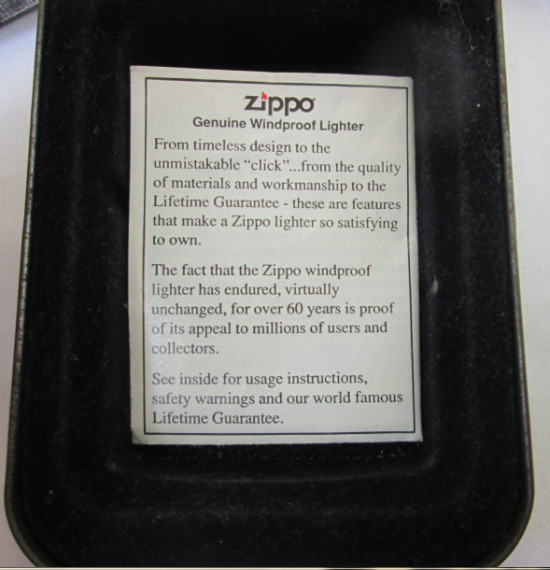 zippo
Genuine Windproof Lighter
From timeless design to the
unmistakable “click”...from the quality
of materials and workmanship to the
Lifetime Guarantee - these are features
that make a Zippo lighter so satisfying
to own.
The fact that the Zippo windproof
lighter has endured, virtually
unchanged, for over 60 years is proof
of its appeal to millions of users and
collectors.
See inside for usage instructions,
safety warnings and our world famous
Lifetime Guarantee.